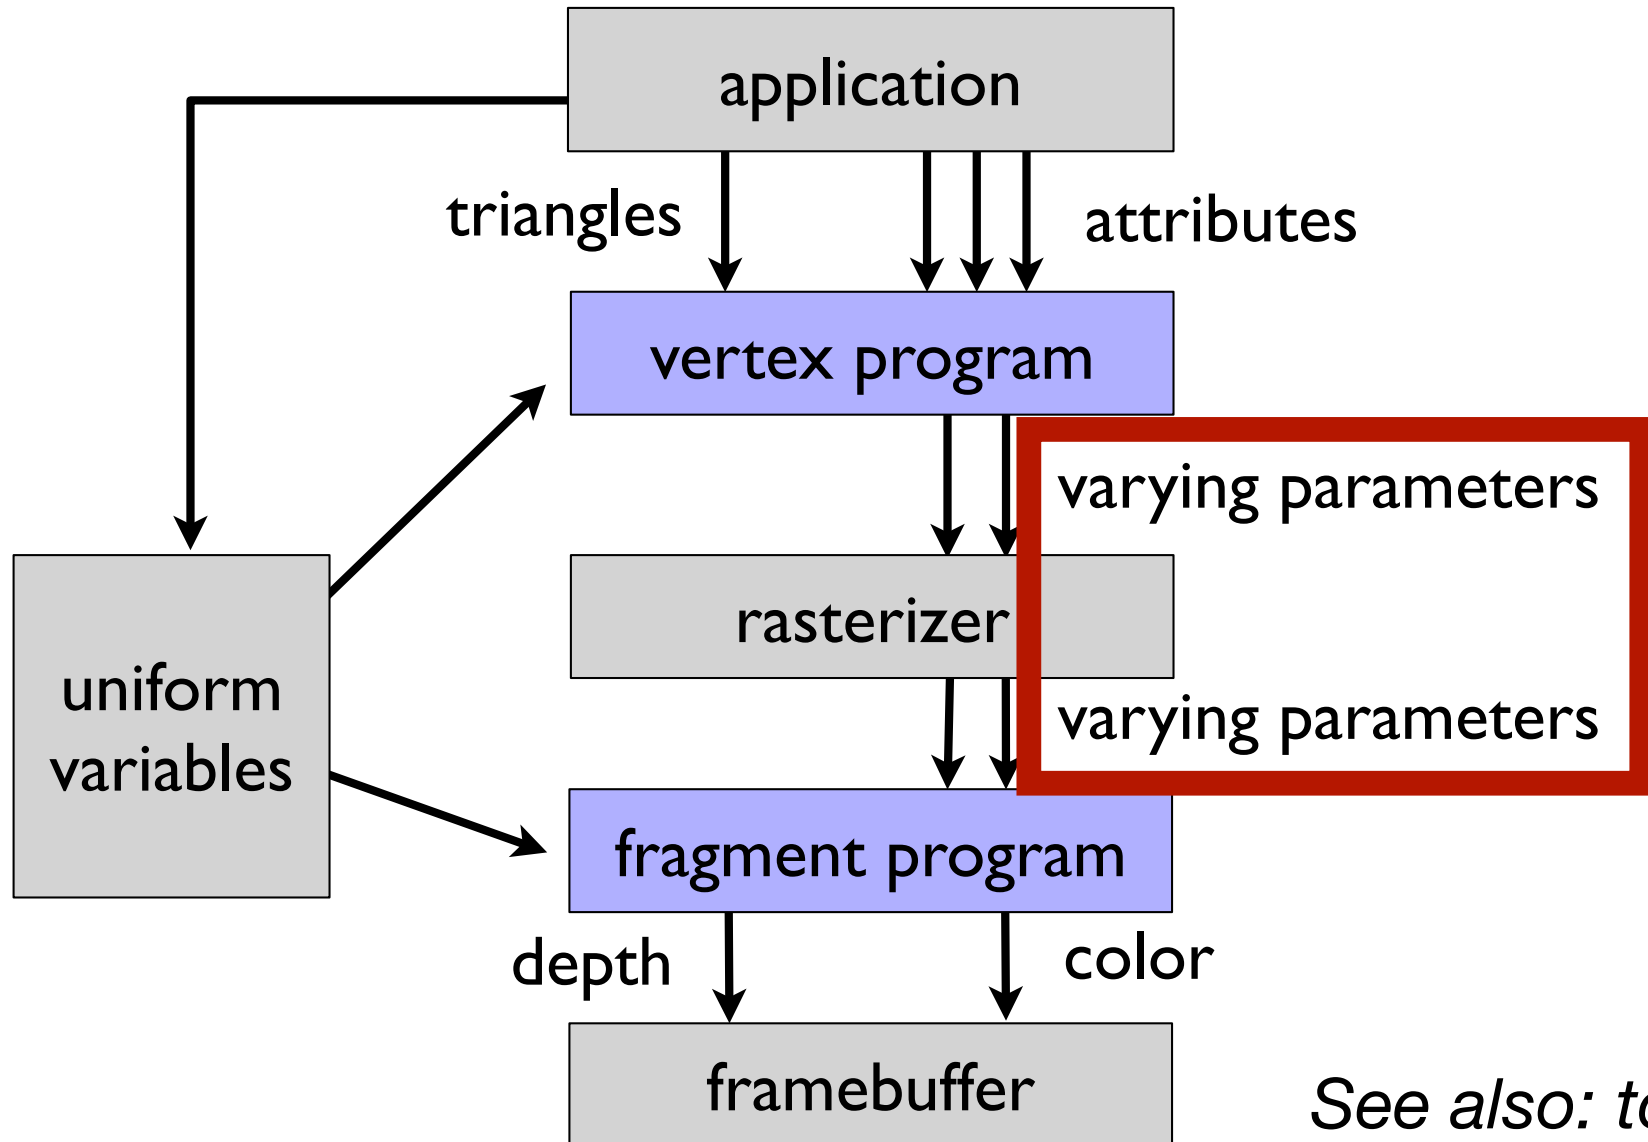 application
triangles
attributes
vertex program
varying parameters
rasterizer
uniform
variables
varying parameters
fragment program
depth
color
framebuffer
See also: